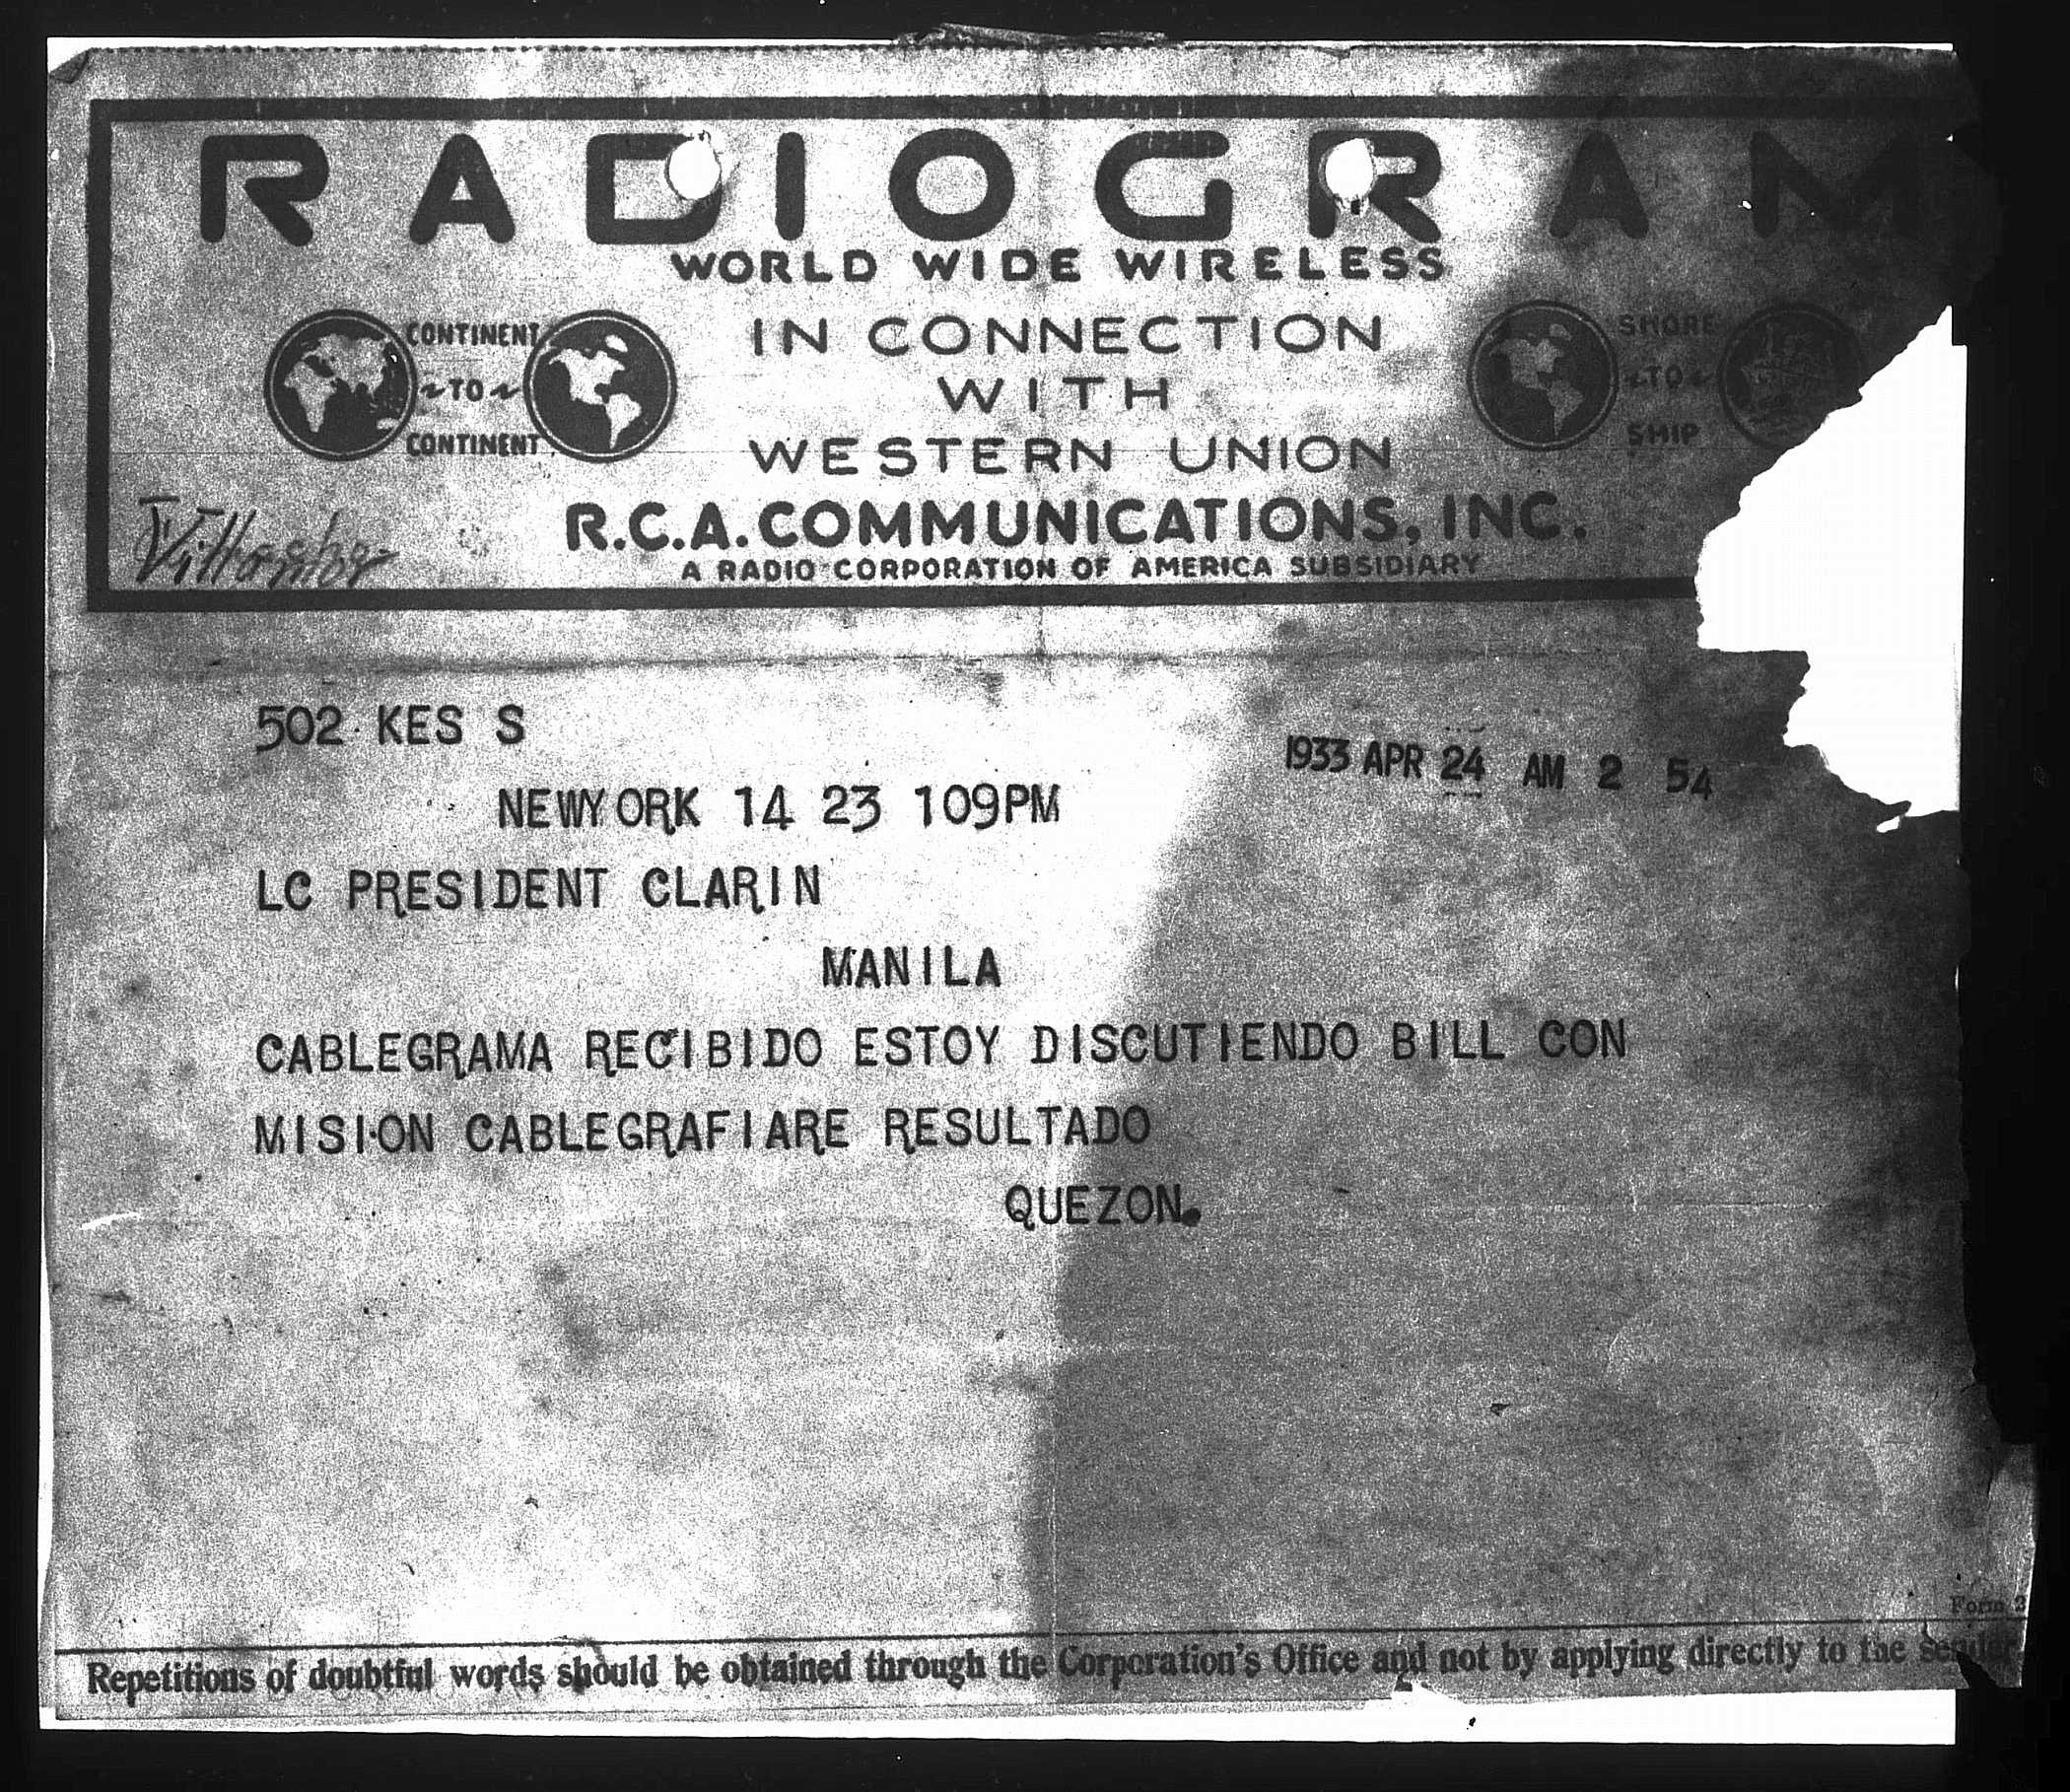 RADIOGRAM
WORLD WIDE WIRELESS
CONTINENT
~TO~
CONTINENT
IN CONNECTION
WITH
WESTERN UNION
SHORE
~TO~
SHIP
R.C.A. COMMUNICATIONS, INC.
A RADIO CORPORATION OF AMERICA SUBSIDIARY
502 KES S
1933 APR 24 AM 2 54
NEWYORK 14 23 109PM
LC PRESIDENT CLARIN
MANILA
CABLEGRAMA RECIBIDO ESTOY DISCUTIENDO BILL CON
MISION CABLEGRAFIARE RESULTADO
QUEZON.
Form
Repetitions of doubtful words should be obtained through the Corporation's Office and not by applying directly to the sender